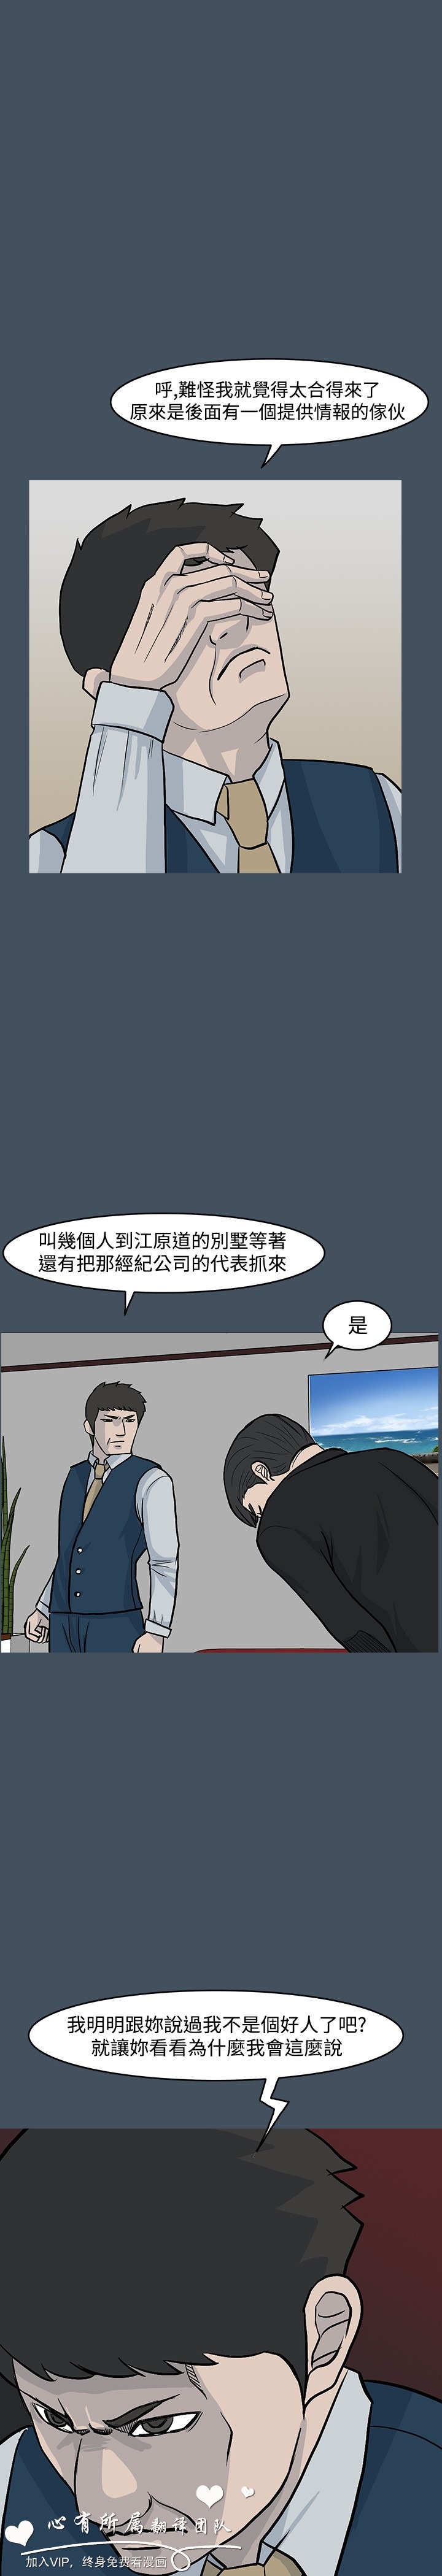 呼,難怪我就覺得太合得來了
原來是後面有一個提供情報的傢伙
叫幾個人到江原道的別墅等著
還有把那經紀公司的代表抓來
是
我明明跟妳說過我不是個好人了吧?
就讓妳看看為什麼我會這麼說
心有所属翻译团队
加入VIP，终身免费看漫画